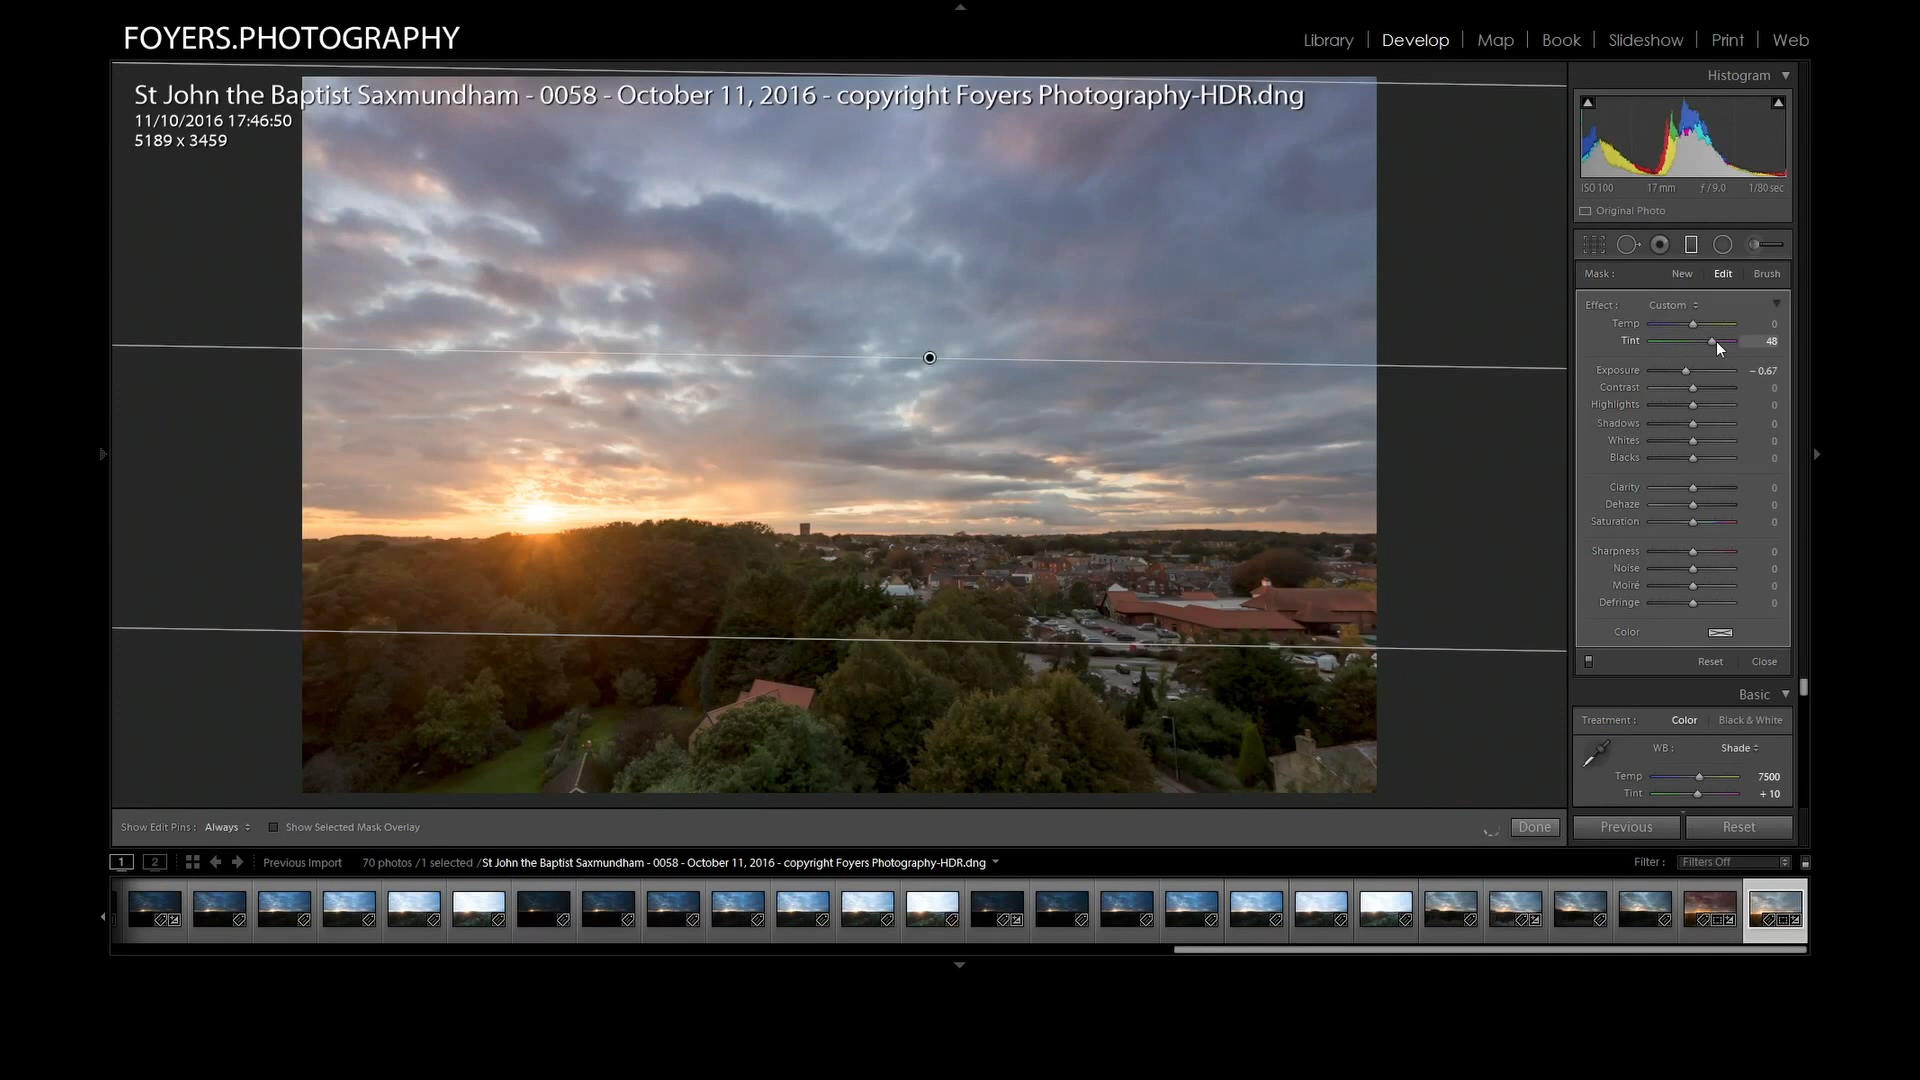 FOYERS.PHOTOGRAPHY
Library | Develop | Map | Book | Slideshow | Print | Web
St John the Baptist Saxmundham - 0058 - October 11, 2016 - copyright Foyers Photography-HDR.dng
11/10/2016 17:46:50
5189 x 3459
Histogram
ISO 100 17 mm ƒ / 9.0 1/80 sec
Original Photo
Mask : New Edit Brush
Effect : Custom
Temp 0
Tint 48
Exposure – 0.67
Contrast 0
Highlights 0
Shadows 0
Whites 0
Blacks 0
Clarity 0
Dehaze 0
Saturation 0
Sharpness 0
Noise 0
Moiré 0
Defringe 0
Color
Reset Close
Basic
Treatment : Color Black & White
WB : Shade
Temp 7500
Tint + 10
Show Edit Pins : Always Show Selected Mask Overlay Done
Previous Reset
1 2 Previous Import 70 photos / 1 selected / St John the Baptist Saxmundham - 0058 - October 11, 2016 - copyright Foyers Photography-HDR.dng Filter : Filters Off